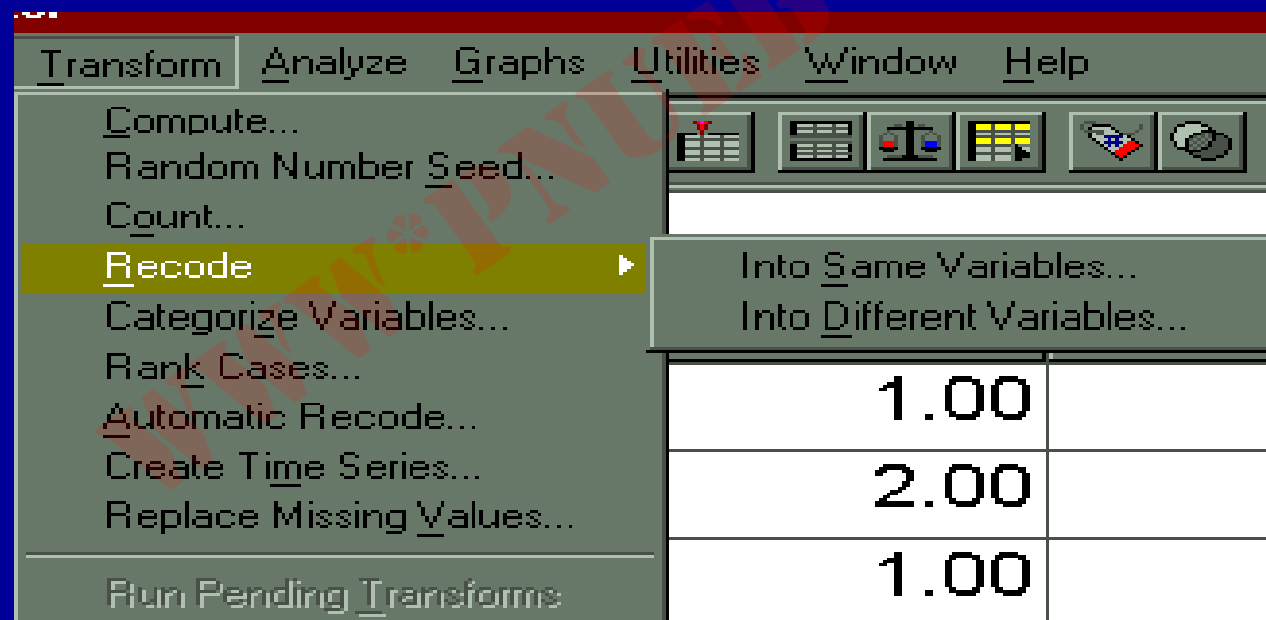 Transform Analyze Graphs Utilities Window Help
Compute...
Random Number Seed...
Count...
Recode
Into Same Variables...
Into Different Variables...
Categorize Variables...
Rank Cases...
Automatic Recode...
Create Time Series...
Replace Missing Values...
Run Pending Transforms
1.00
2.00
1.00
WWW*PNUEB